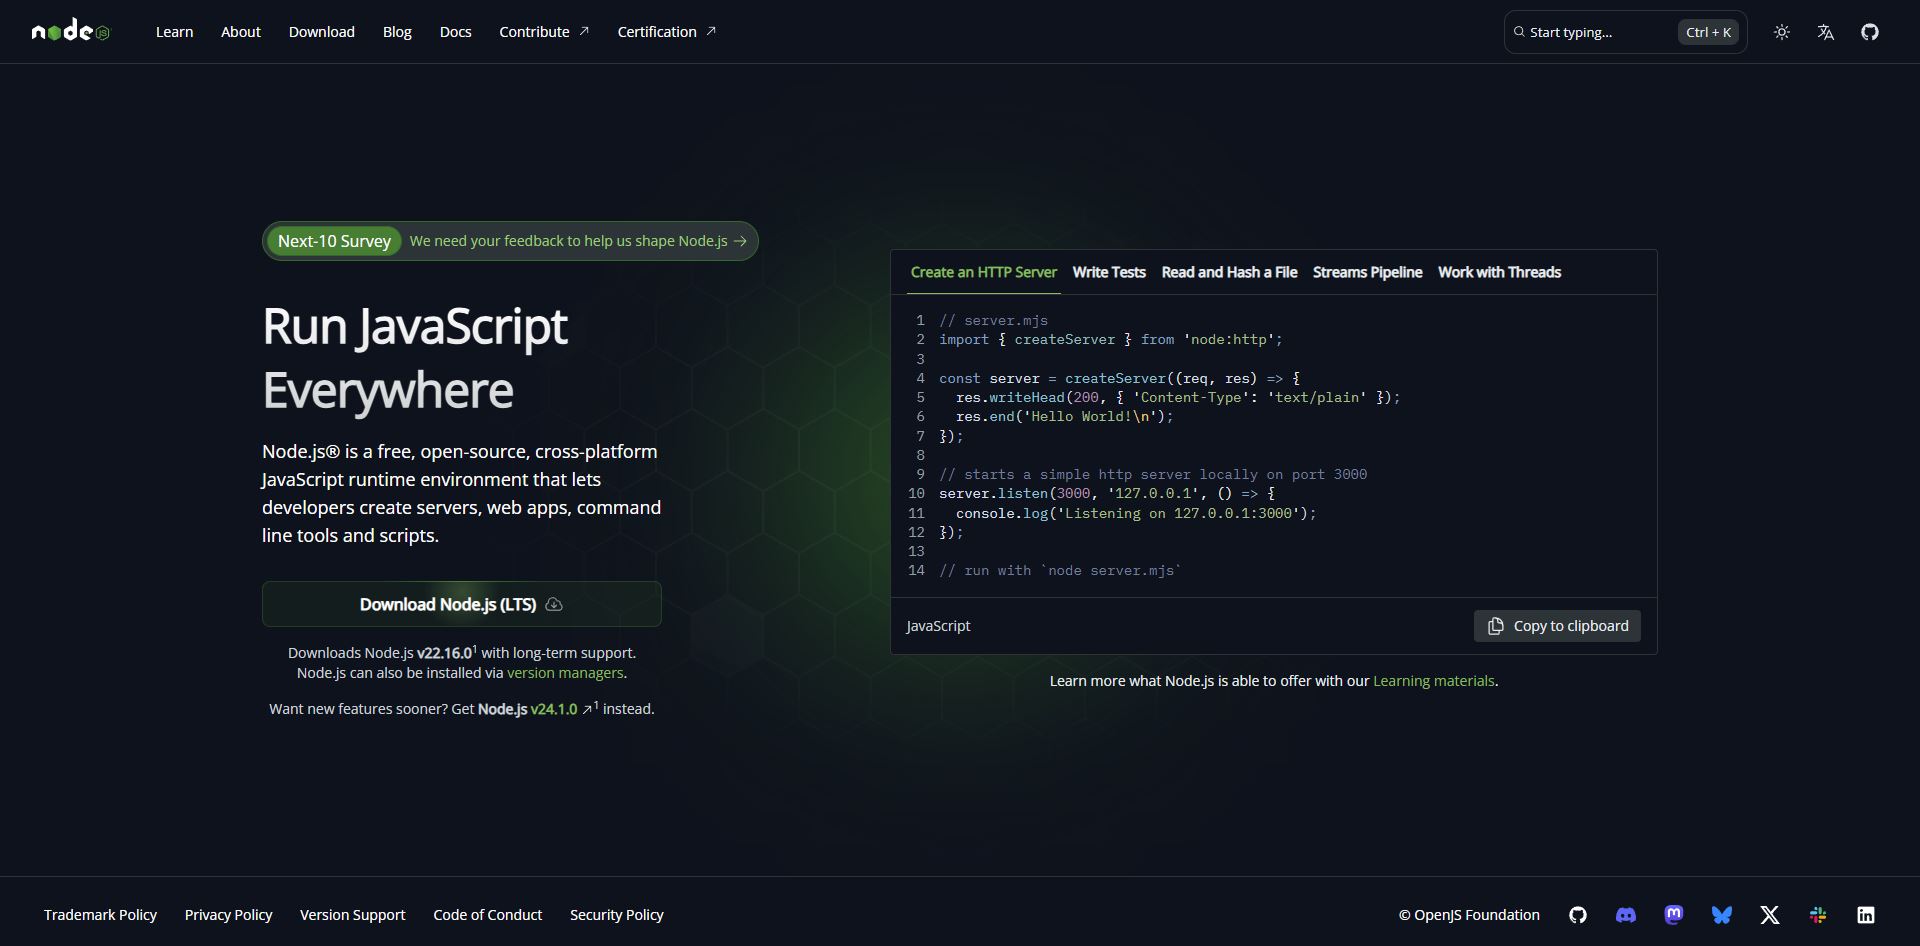 node JS
Learn About Download Blog Docs Contribute ↗ Certification ↗
Start typing... Ctrl + K
Next-10 Survey We need your feedback to help us shape Node.js →
Run JavaScript
Everywhere
Node.js® is a free, open-source, cross-platform
JavaScript runtime environment that lets
developers create servers, web apps, command
line tools and scripts.
Download Node.js (LTS)
Downloads Node.js v22.16.0¹ with long-term support.
Node.js can also be installed via version managers.
Want new features sooner? Get Node.js v24.1.0 ↗¹ instead.
Create an HTTP Server Write Tests Read and Hash a File Streams Pipeline Work with Threads
1 // server.mjs
2 import { createServer } from 'node:http';
3
4 const server = createServer((req, res) => {
5   res.writeHead(200, { 'Content-Type': 'text/plain' });
6   res.end('Hello World!\n');
7 });
8
9 // starts a simple http server locally on port 3000
10 server.listen(3000, '127.0.0.1', () => {
11   console.log('Listening on 127.0.0.1:3000');
12 });
13
14 // run with `node server.mjs`
JavaScript
Copy to clipboard
Learn more what Node.js is able to offer with our Learning materials.
Trademark Policy Privacy Policy Version Support Code of Conduct Security Policy
© OpenJS Foundation